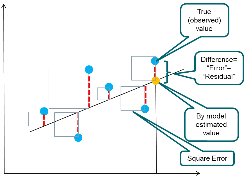 True
(observed)
value
Difference=
"Error"=
"Residual"
By model
estimated
value
Square Error